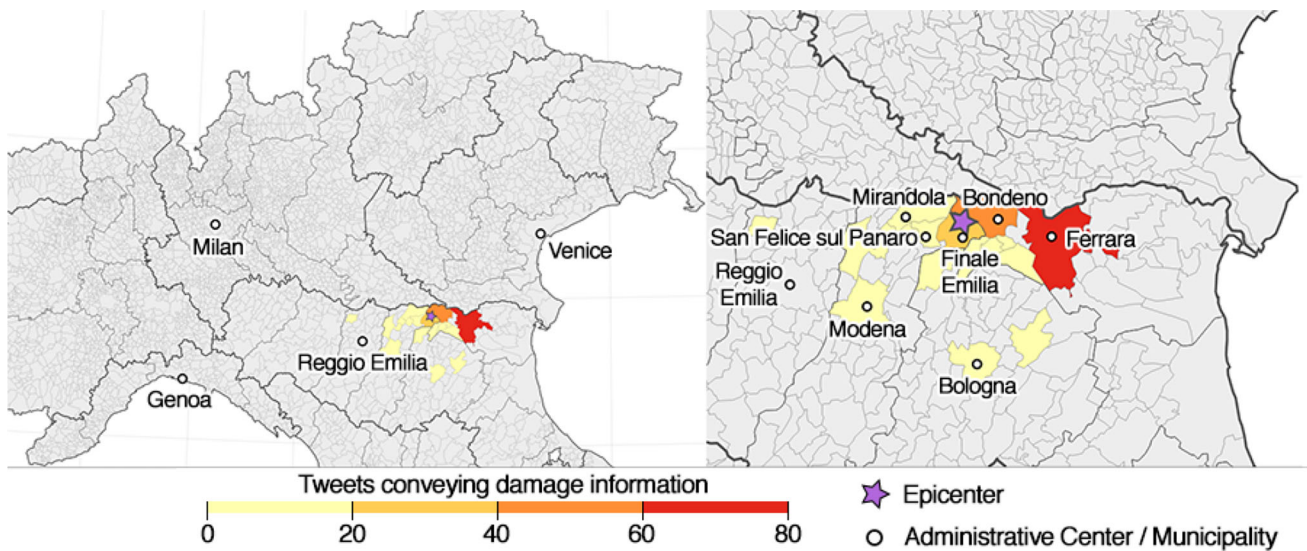 Milan
Venice
Reggio Emilia
Genoa
Mirandola
Bondeno
San Felice sul Panaro
Ferrara
Finale
Emilia
Reggio
Emilia
Modena
Bologna
Tweets conveying damage information
0 20 40 60 80
Epicenter
Administrative Center / Municipality